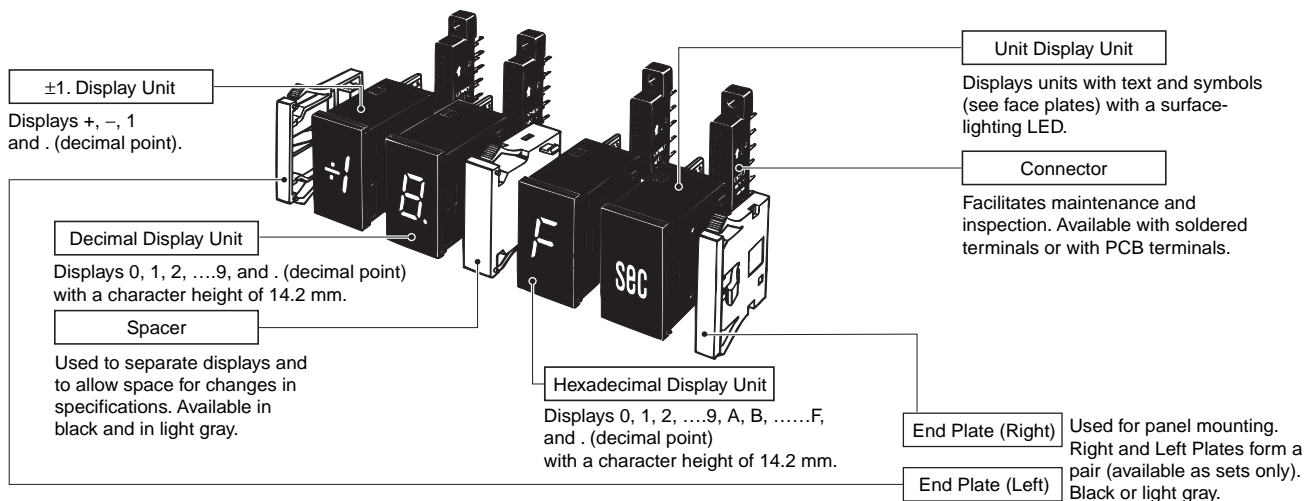 ±1. Display Unit
Displays +, −, 1
and . (decimal point).
Decimal Display Unit
Displays 0, 1, 2, ….9, and . (decimal point)
with a character height of 14.2 mm.
Spacer
Used to separate displays and
to allow space for changes in
specifications. Available in
black and in light gray.
8.
F
sec
Hexadecimal Display Unit
Displays 0, 1, 2, ….9, A, B, ……F,
and . (decimal point)
with a character height of 14.2 mm.
Unit Display Unit
Displays units with text and symbols
(see face plates) with a surface-
lighting LED.
Connector
Facilitates maintenance and
inspection. Available with soldered
terminals or with PCB terminals.
End Plate (Right)
End Plate (Left)
Used for panel mounting.
Right and Left Plates form a
pair (available as sets only).
Black or light gray.